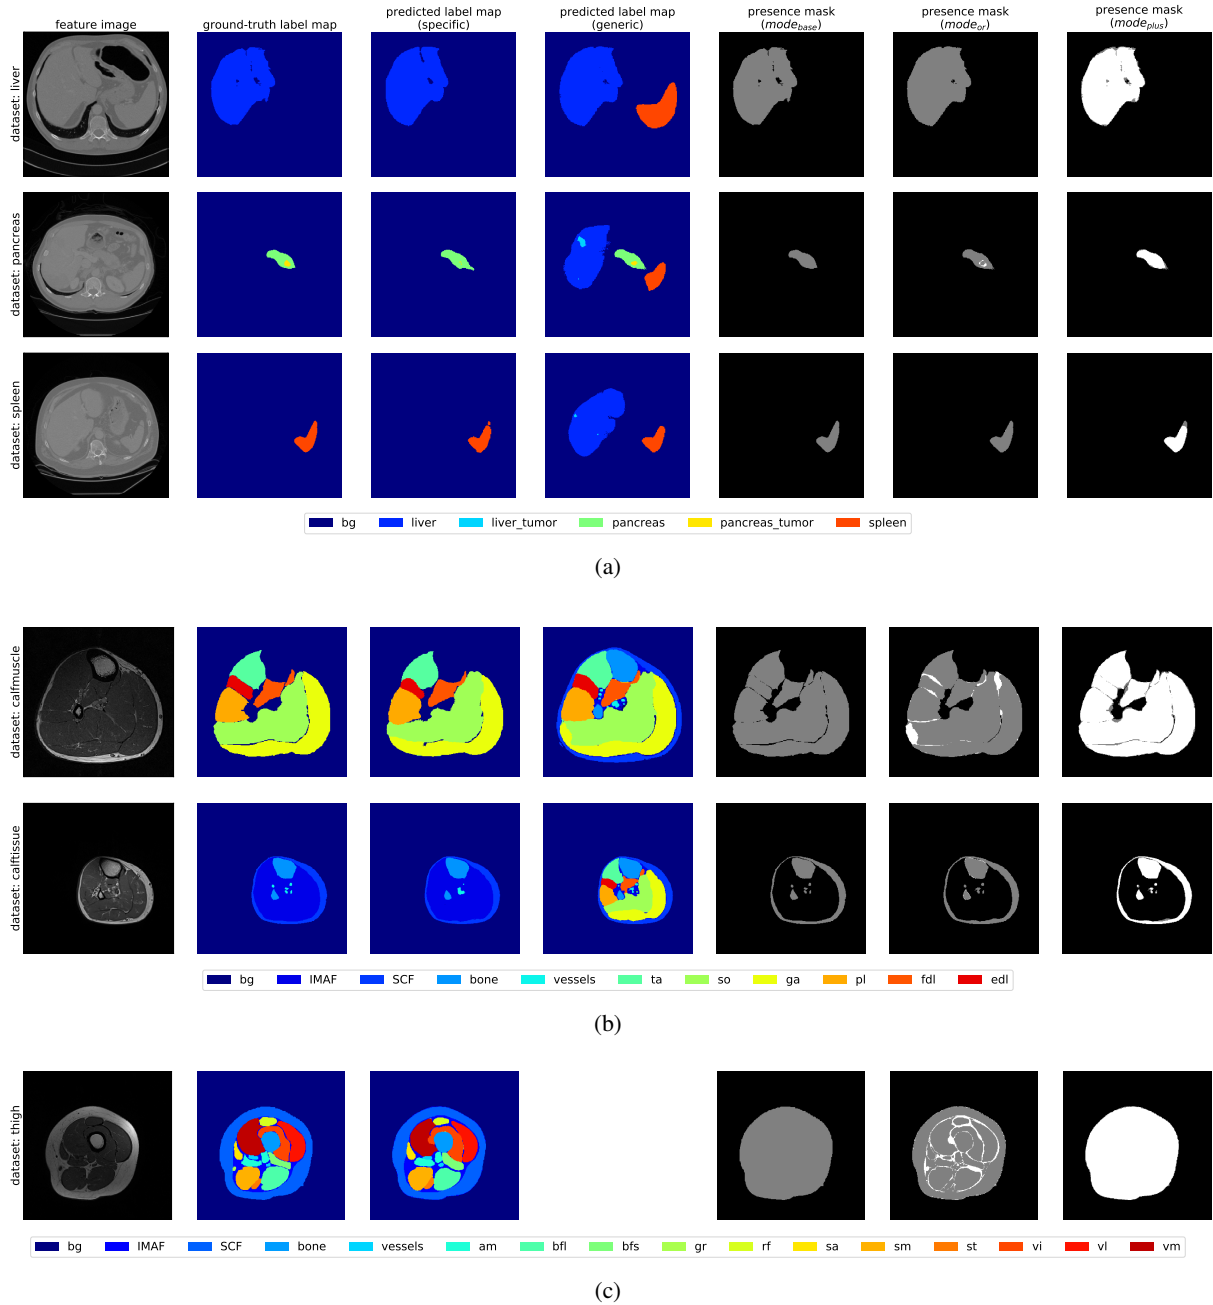 feature image
ground-truth label map
predicted label map
(specific)
predicted label map
(generic)
presence mask
(mode_base)
presence mask
(mode_or)
presence mask
(mode_plus)
dataset: liver
dataset: pancreas
dataset: spleen
bg liver liver_tumor pancreas pancreas_tumor spleen
(a)
dataset: calfmuscle
dataset: calftissue
bg IMAF SCF bone vessels ta so ga pl fdl edl
(b)
dataset: thigh
bg IMAF SCF bone vessels am bfl bfs gr rf sa sm st vi vl vm
(c)